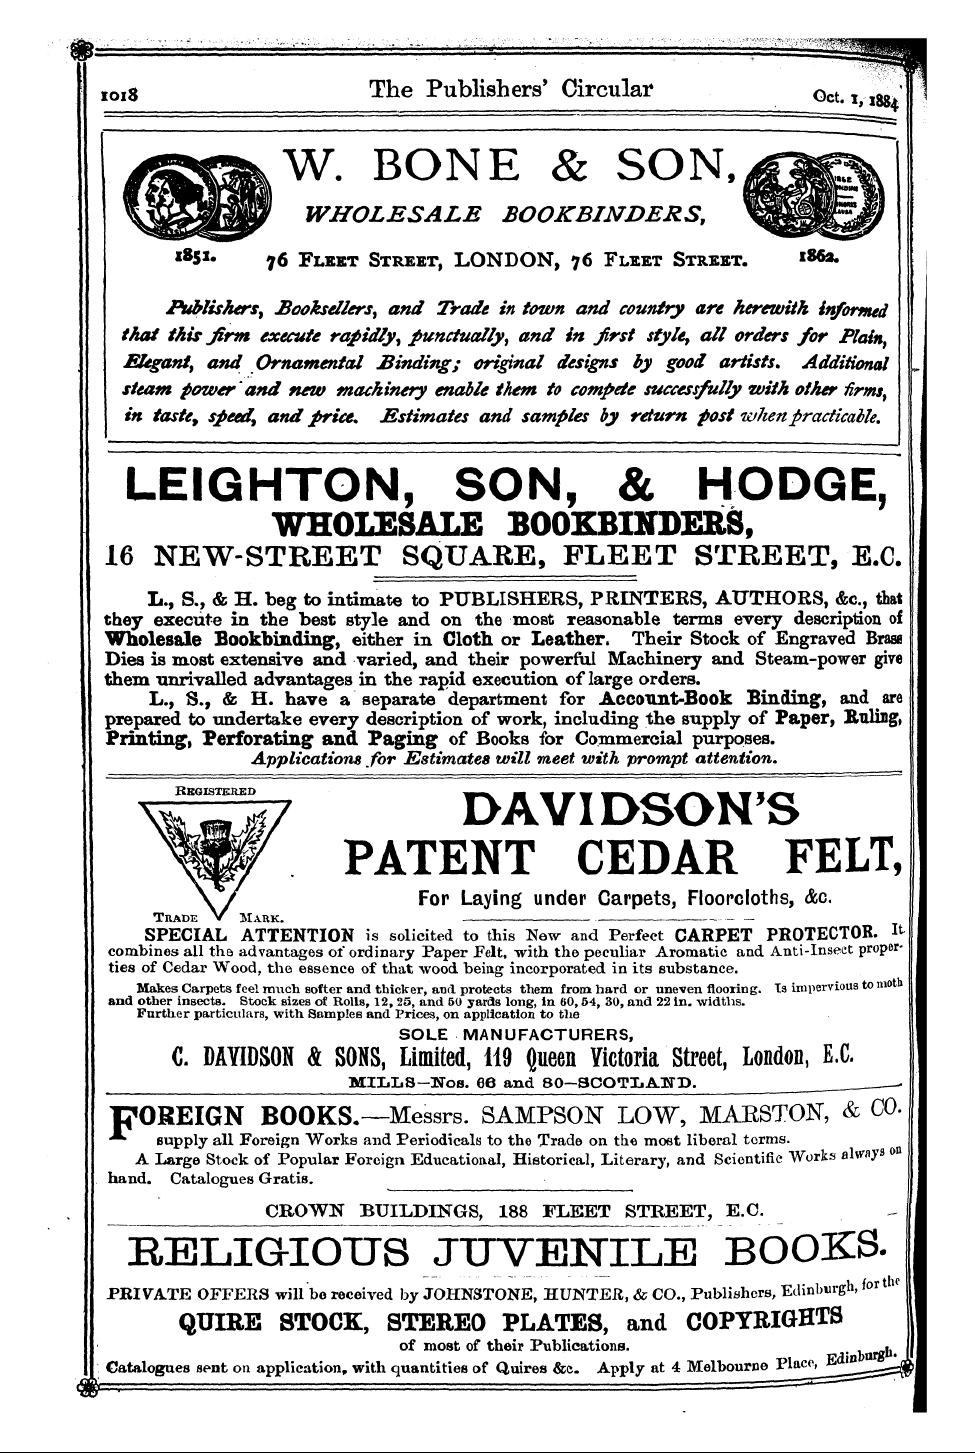 1018
The Publishers' Circular
Oct. 1, 1884
W. BONE & SON,
WHOLESALE BOOKBINDERS,
1851.
76 FLEET STREET, LONDON, 76 FLEET STREET.
1862.
Publishers, Booksellers, and Trade in town and country are herewith informed
that this firm execute rapidly, punctually, and in first style, all orders for Plain,
Elegant, and Ornamental Binding; original designs by good artists. Additional
steam power and new machinery enable them to compete successfully with other firms,
in taste, speed, and price. Estimates and samples by return post when practicable.
LEIGHTON, SON, & HODGE,
WHOLESALE BOOKBINDERS,
16 NEW-STREET SQUARE, FLEET STREET, E.C.
L., S., & H. beg to intimate to PUBLISHERS, PRINTERS, AUTHORS, &c., that
they execute in the best style and on the most reasonable terms every description of
Wholesale Bookbinding, either in Cloth or Leather. Their Stock of Engraved Brass
Dies is most extensive and varied, and their powerful Machinery and Steam-power give
them unrivalled advantages in the rapid execution of large orders.
L., S., & H. have a separate department for Account-Book Binding, and are
prepared to undertake every description of work, including the supply of Paper, Ruling,
Printing, Perforating and Paging of Books for Commercial purposes.
Applications for Estimates will meet with prompt attention.
REGISTERED
TRADE MARK.
DAVIDSON'S
PATENT CEDAR FELT,
For Laying under Carpets, Floorcloths, &c.
SPECIAL ATTENTION is solicited to this New and Perfect CARPET PROTECTOR. It
combines all the advantages of ordinary Paper Felt, with the peculiar Aromatic and Anti-Insect proper-
ties of Cedar Wood, the essence of that wood being incorporated in its substance.
Makes Carpets feel much softer and thicker, and protects them from hard or uneven flooring. Is impervious to moth
and other insects. Stock sizes of Rolls, 12, 25, and 50 yards long, in 60, 54, 30, and 22 in. widths.
Further particulars, with Samples and Prices, on application to the
SOLE MANUFACTURERS,
C. DAVIDSON & SONS, Limited, 119 Queen Victoria Street, London, E.C.
MILLS—Nos. 66 and 80—SCOTLAND.
FOREIGN BOOKS.—Messrs. SAMPSON LOW, MARSTON, & CO.
supply all Foreign Works and Periodicals to the Trade on the most liberal terms.
A Large Stock of Popular Foreign Educational, Historical, Literary, and Scientific Works always on
hand. Catalogues Gratis.
CROWN BUILDINGS, 188 FLEET STREET, E.C.
RELIGIOUS JUVENILE BOOKS.
PRIVATE OFFERS will be received by JOHNSTONE, HUNTER, & CO., Publishers, Edinburgh, for the
QUIRE STOCK, STEREO PLATES, and COPYRIGHTS
of most of their Publications.
Catalogues sent on application, with quantities of Quires &c. Apply at 4 Melbourne Place, Edinburgh.